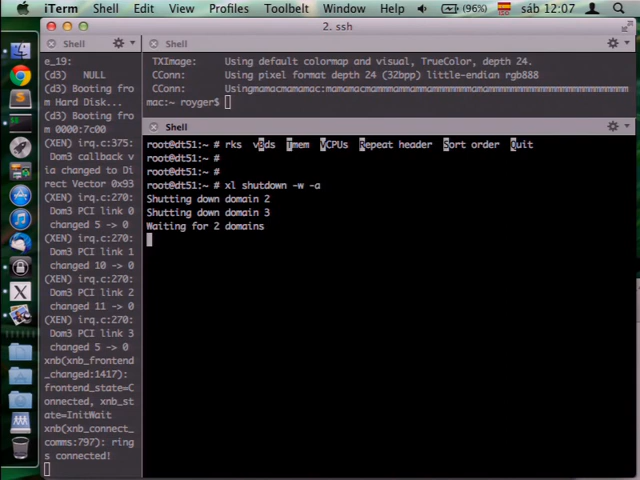 iTerm Shell Edit View Profiles Toolbelt Window Help (96%) sáb 12:07
2. ssh
Shell
e_19:
(d3) NULL
(d3) Booting fro
m Hard Disk...
(d3) Booting fro
m 0000:7c00
(XEN) irq.c:375:
Dom3 callback v
ia changed to Di
rect Vector 0x93
(XEN) irq.c:270:
Dom3 PCI link 0
changed 5 -> 0
(XEN) irq.c:270:
Dom3 PCI link 1
changed 10 -> 0
(XEN) irq.c:270:
Dom3 PCI link 2
changed 11 -> 0
(XEN) irq.c:270:
Dom3 PCI link 3
changed 5 -> 0
xnb(xnb_frontend
_changed:1417):
frontend_state=C
onnected, xnb_st
ate=InitWait
xnb(xnb_connect_
comms:797): ring
s connected!
Shell
TXImage: Using default colormap and visual, TrueColor, depth 24.
CConn: Using pixel format depth 24 (32bpp) little-endian rgb888
mac:~ royger$
Shell
root@dt51:~ # rks vBds Tmem VCPUs Repeat header Sort order Quit
root@dt51:~ #
root@dt51:~ #
root@dt51:~ # xl shutdown -w -a
Shutting down domain 2
Shutting down domain 3
Waiting for 2 domains